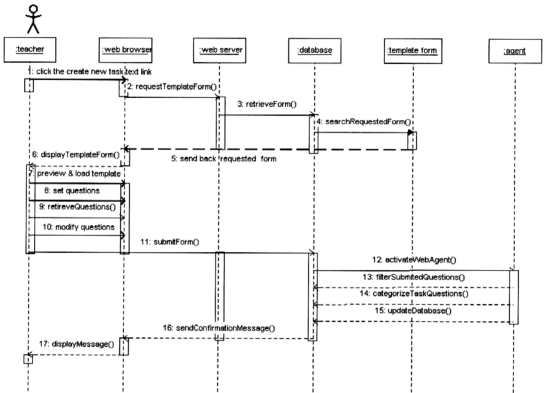 :teacher
:web browser
:web server
:database
:template form
:agent
1: click the create new task text link
2: requestTemplateForm()
3: retrieveForm()
4: searchRequestedForm()
5: send back requested form
6: displayTemplateForm()
7: preview & load template
8: set questions
9: retireveQuestions()
10: modify questions
11: submitForm()
12: activateWebAgent()
13: filterSubmitedQuestions()
14: categorizeTaskQuestions()
15: updateDatabase()
16: sendConfirmationMessage()
17: displayMessage()